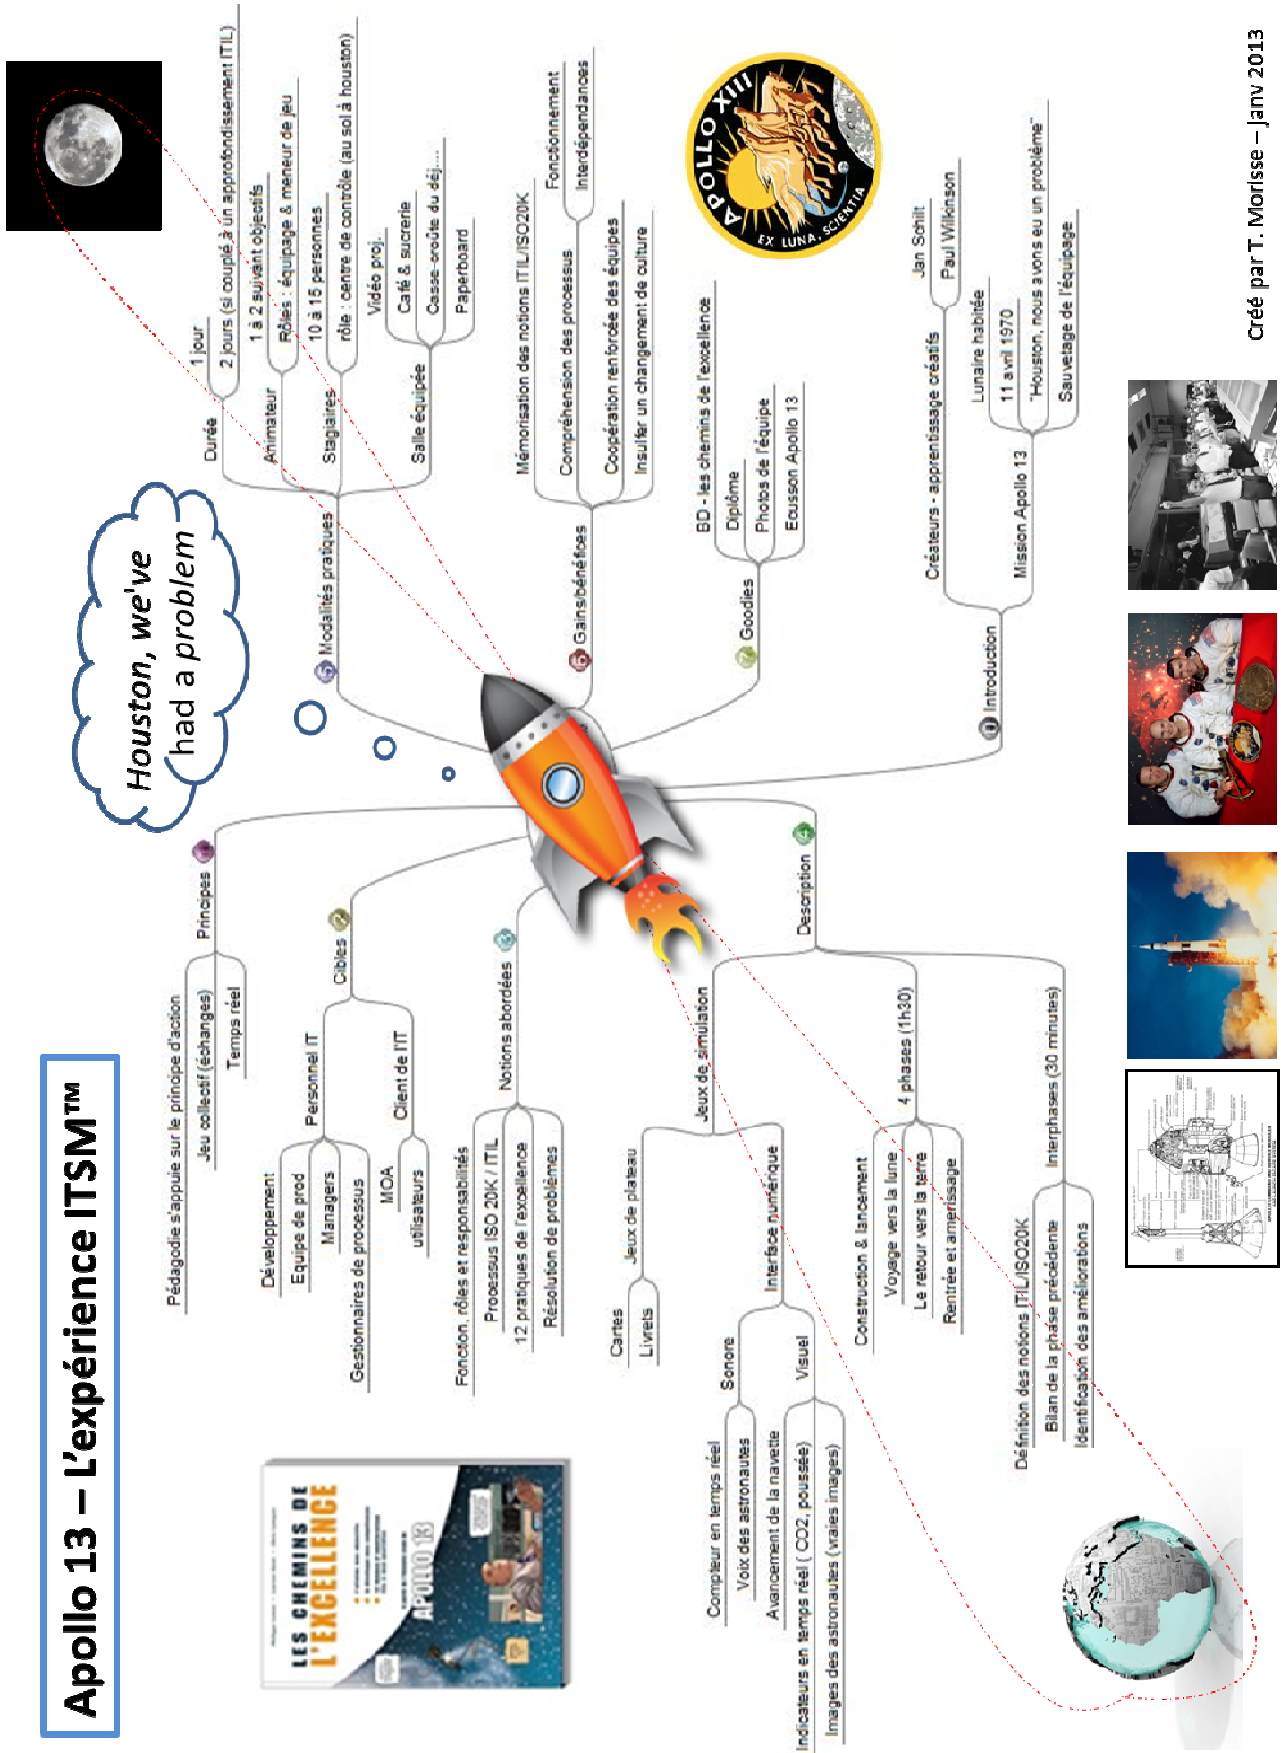 Apollo 13 – L'expérience ITSM™
Houston, we've
had a problem
Introduction
Créateurs - aprentissage créatifs
Jan Schilt
Paul Wilkinson
Mission Apollo 13
Lunaire habitée
11 avril 1970
"Houston, nous avons eu un problème"
Sauvetage de l'équipage
Principes
Pédagodie s'appuie sur le principe d'action
Jeu collectif (échanges)
Temps réel
Cibles
Personnel IT
Développement
Equipe de prod
Managers
Gestionnaires de processus
Client de l'IT
MOA
utilisateurs
Notions abordées
Fonction, rôles et responsabilités
Processus ISO 20K / ITIL
12 pratiques de l'excellence
Résolution de problèmes
Description
Jeux de simulation
Jeux de plateau
Cartes
Livrets
Interface numérique
Sonore
Compteur en temps réel
Voix des astronautes
Visuel
Avancement de la navette
Indicateurs en temps réel ( CO2, poussée)
Images des astronautes (vraies images)
4 phases (1h30)
Construction & lancement
Voyage vers la lune
Le retour vers la terre
Rentrée et amerissage
Interphases (30 minutes)
Définition des notions ITIL/ISO20K
Bilan de la phase précédente
Identification des améliorations
Modalités pratiques
Durée
1 jour
2 jours (si couplé à un approfondissement ITIL)
Animateur
1 à 2 suivant objectifs
Rôles : équipage & meneur de jeu
Stagiaires
10 à 15 personnes
rôle : centre de contrôle (au sol à houston)
Salle équipée
Vidéo proj.
Café & sucrerie
Casse-croûte du déj....
Paperboard
Gains/bénéfices
Mémorisation des notions ITIL/ISO20K
Compréhension des processus
Fonctionnement
Interdépendances
Coopération renforcée des équipes
Insulfer un changement de culture
Goodies
BD - les chemins de l'excellence
Diplôme
Photos de l'équipe
Ecusson Apollo 13
LES CHEMINS DE
L'EXCELLENCE
APOLLO 13
APOLLO XIII
EX LUNA, SCIENTIA
Créé par T. Morisse – Janv 2013